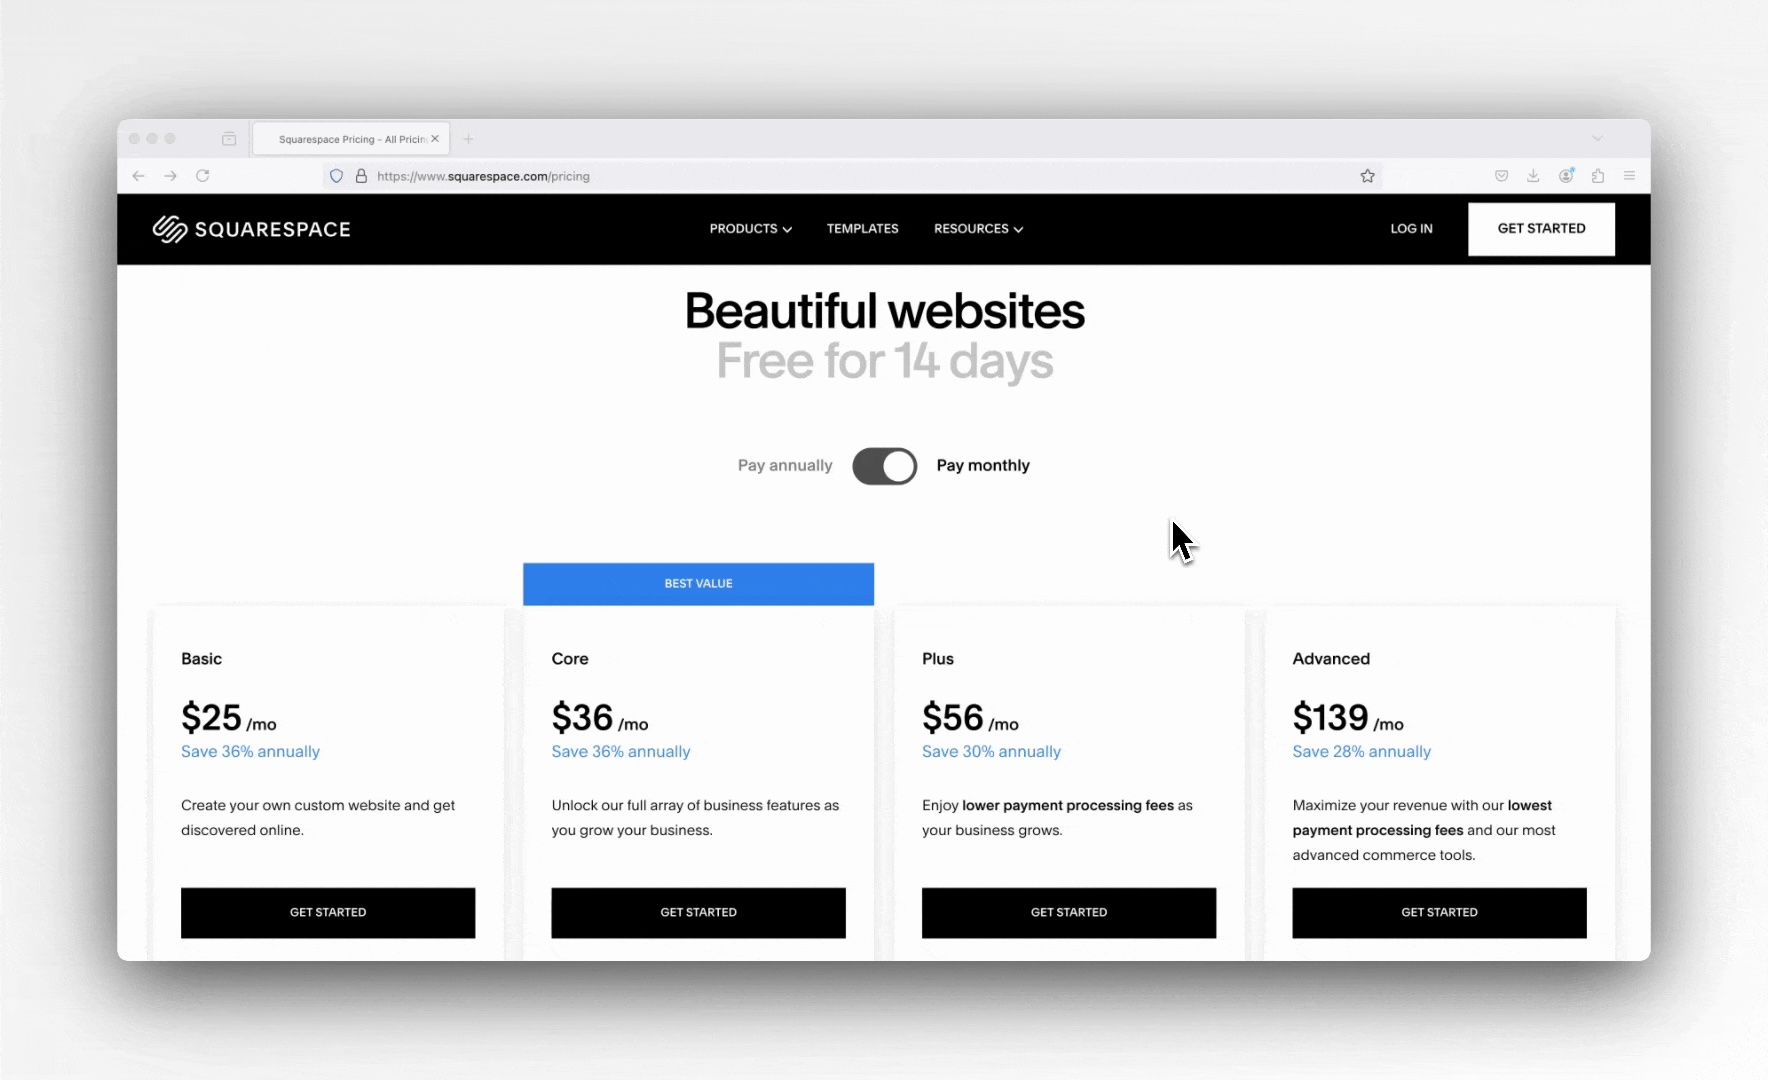 Squarespace Pricing - All Pricin
https://www.squarespace.com/pricing
SQUARESPACE
PRODUCTS
TEMPLATES
RESOURCES
LOG IN
GET STARTED
Beautiful websites
Free for 14 days
Pay annually
Pay monthly
BEST VALUE
Basic
$25 /mo
Save 36% annually
Create your own custom website and get
discovered online.
GET STARTED
Core
$36 /mo
Save 36% annually
Unlock our full array of business features as
you grow your business.
GET STARTED
Plus
$56 /mo
Save 30% annually
Enjoy lower payment processing fees as
your business grows.
GET STARTED
Advanced
$139 /mo
Save 28% annually
Maximize your revenue with our lowest
payment processing fees and our most
advanced commerce tools.
GET STARTED